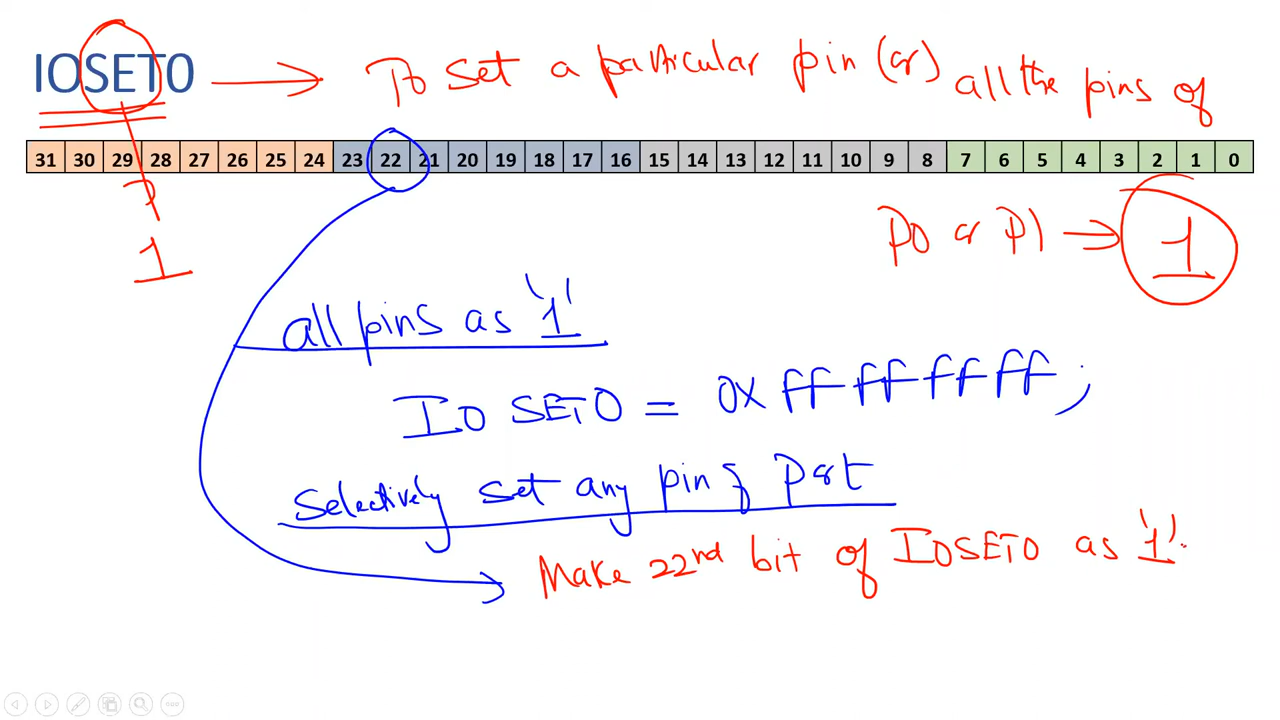 IOSET0 → To set a particular pin (or) all the pins of
31 30 29 28 27 26 25 24 23 22 21 20 19 18 17 16 15 14 13 12 11 10 9 8 7 6 5 4 3 2 1 0
P0 or P1 → 1
1
all pins as '1'
IOSET0 = 0X ff ff ff ff ;
Selectively set any pin of Port
Make 22nd bit of IOSET0 as '1'.